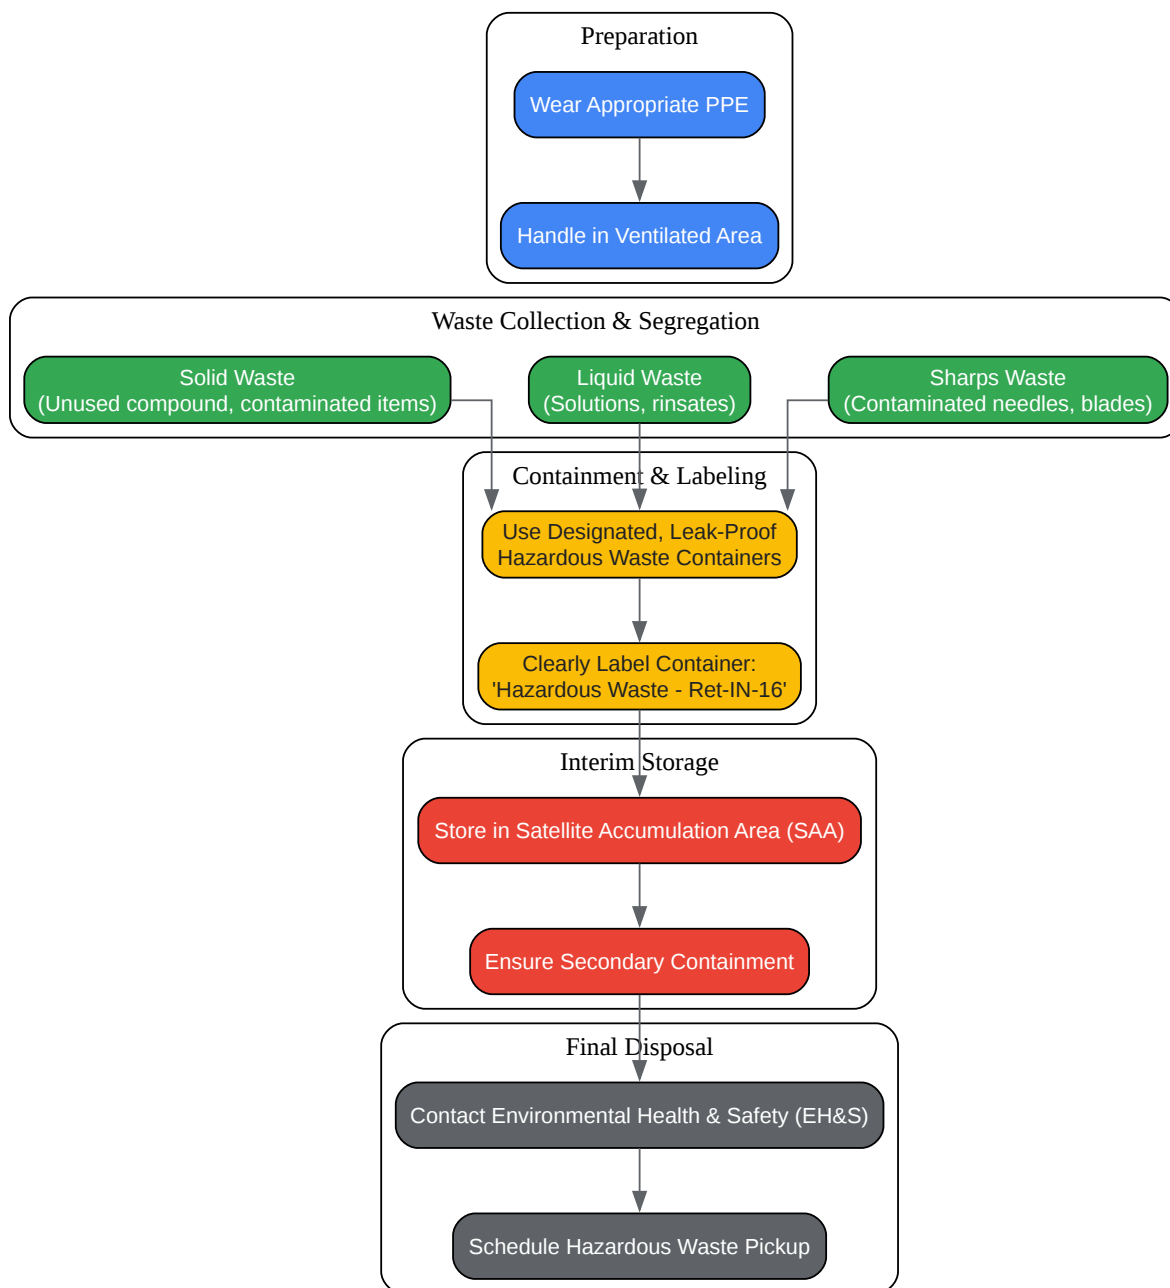 Preparation
Wear Appropriate PPE
Handle in Ventilated Area
Waste Collection & Segregation
Solid Waste
(Unused compound, contaminated items)
Liquid Waste
(Solutions, rinsates)
Sharps Waste
(Contaminated needles, blades)
Containment & Labeling
Use Designated, Leak-Proof
Hazardous Waste Containers
Clearly Label Container:
'Hazardous Waste - Ret-IN-16'
Interim Storage
Store in Satellite Accumulation Area (SAA)
Ensure Secondary Containment
Final Disposal
Contact Environmental Health & Safety (EH&S)
Schedule Hazardous Waste Pickup